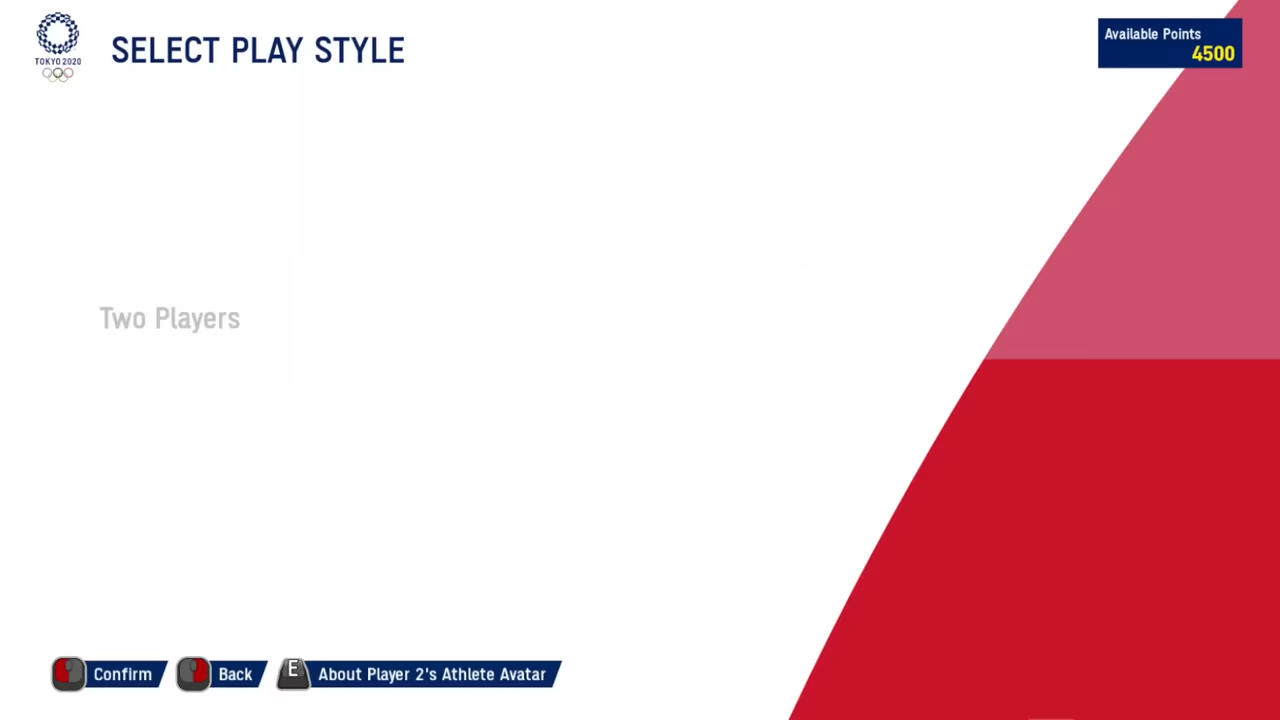 TOKYO 2020
SELECT PLAY STYLE
Available Points
4500
Two Players
Confirm
Back
E
About Player 2's Athlete Avatar